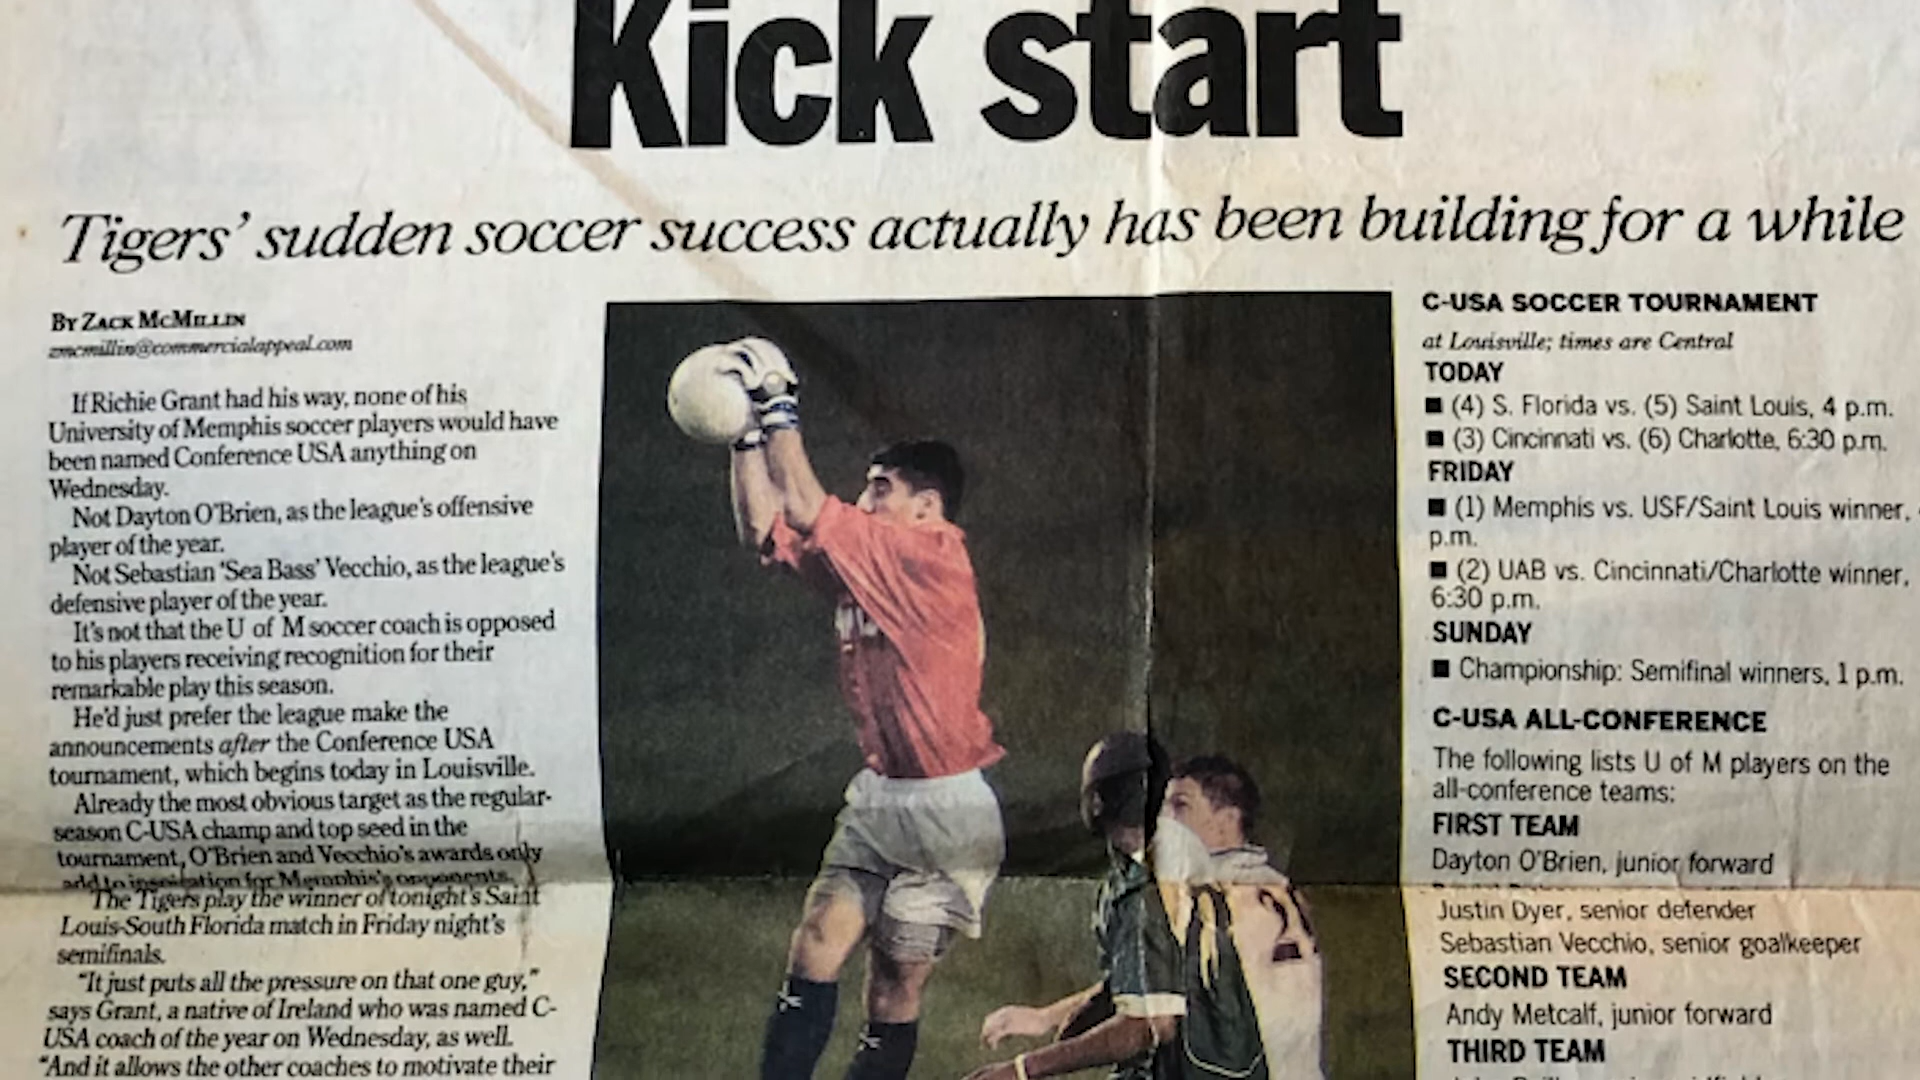 Kick start
Tigers' sudden soccer success actually has been building for a while
BY ZACK MCMILLIN
zmcmillin@commercialappeal.com
If Richie Grant had his way, none of his
University of Memphis soccer players would have
been named Conference USA anything on
Wednesday.
Not Dayton O'Brien, as the league's offensive
player of the year.
Not Sebastian 'Sea Bass' Vecchio, as the league's
defensive player of the year.
It's not that the U of M soccer coach is opposed
to his players receiving recognition for their
remarkable play this season.
He'd just prefer the league make the
announcements after the Conference USA
tournament, which begins today in Louisville.
Already the most obvious target as the regular-
season C-USA champ and top seed in the
tournament, O'Brien and Vecchio's awards only
add to inspiration for Memphis's opponents.
The Tigers play the winner of tonight's Saint
Louis-South Florida match in Friday night's
semifinals.
"It just puts all the pressure on that one guy,"
says Grant, a native of Ireland who was named C-
USA coach of the year on Wednesday, as well.
"And it allows the other coaches to motivate their
C-USA SOCCER TOURNAMENT
at Louisville; times are Central
TODAY
■ (4) S. Florida vs. (5) Saint Louis, 4 p.m.
■ (3) Cincinnati vs. (6) Charlotte, 6:30 p.m.
FRIDAY
■ (1) Memphis vs. USF/Saint Louis winner,
p.m.
■ (2) UAB vs. Cincinnati/Charlotte winner,
6:30 p.m.
SUNDAY
■ Championship: Semifinal winners, 1 p.m.
C-USA ALL-CONFERENCE
The following lists U of M players on the
all-conference teams:
FIRST TEAM
Dayton O'Brien, junior forward
Justin Dyer, senior defender
Sebastian Vecchio, senior goalkeeper
SECOND TEAM
Andy Metcalf, junior forward
THIRD TEAM